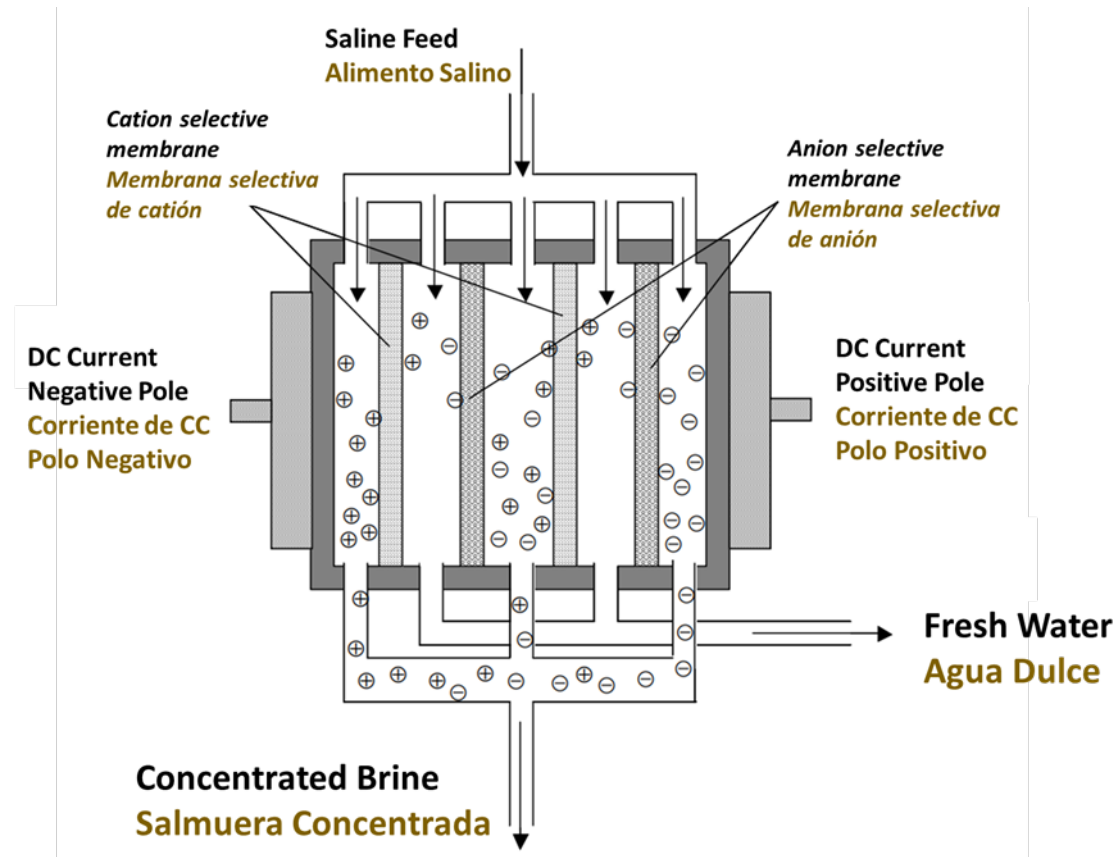 Saline Feed
Alimento Salino
Cation selective
membrane
Membrana selectiva
de catión
Anion selective
membrane
Membrana selectiva
de anión
DC Current
Negative Pole
Corriente de CC
Polo Negativo
DC Current
Positive Pole
Corriente de CC
Polo Positivo
Fresh Water
Agua Dulce
Concentrated Brine
Salmuera Concentrada